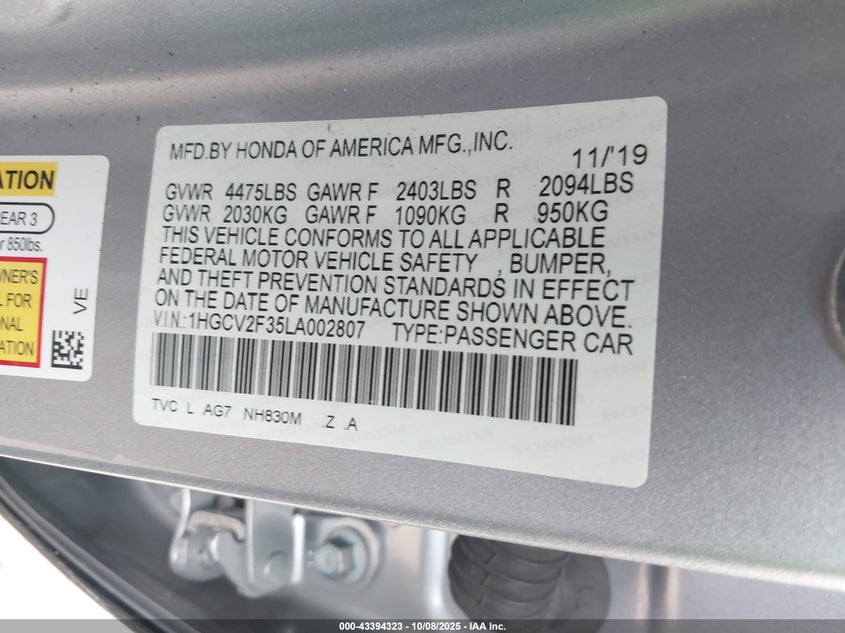 ATION
EAR 3
r 850lbs.
WNER'S
L FOR
ONAL
ATION
VE
MFD.BY HONDA OF AMERICA MFG.,INC.
11/'19
GVWR 4475LBS GAWR F 2403LBS R 2094LBS
GVWR 2030KG GAWR F 1090KG R 950KG
THIS VEHICLE CONFORMS TO ALL APPLICABLE
FEDERAL MOTOR VEHICLE SAFETY , BUMPER,
AND THEFT PREVENTION STANDARDS IN EFFECT
ON THE DATE OF MANUFACTURE SHOWN ABOVE.
V.I.N.:1HGCV2F35LA002807 TYPE:PASSENGER CAR
TVC L AG7 NH830M .Z .A
000-43394323 - 10/08/2025 - IAA Inc.